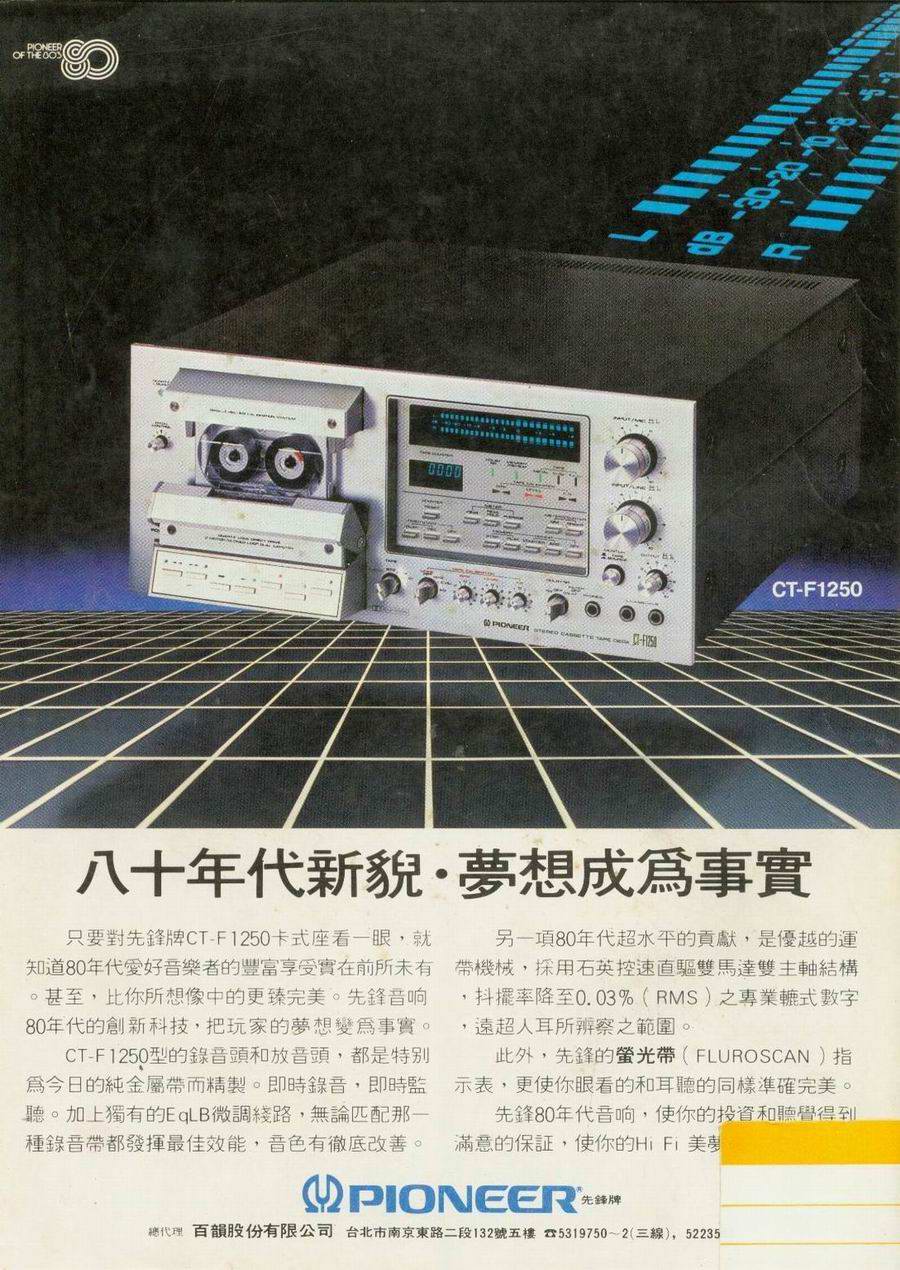 PIONEER
OF THE 80'S
80
L
dB -30 -20 -10 -8 -5 -3
R
INPUT/MIC
INPUT/LINE
OUTPUT
0000
PIONEER STEREO CASSETTE TAPE DECK CT-F1250
CT-F1250
八十年代新貌・夢想成爲事實
只要對先鋒牌CT-F1250卡式座看一眼，就
知道80年代愛好音樂者的豐富享受實在前所未有
。甚至，比你所想像中的更臻完美。先鋒音响
80年代的創新科技，把玩家的夢想變爲事實。
CT-F1250型的錄音頭和放音頭，都是特別
爲今日的純金屬帶而精製。即時錄音，即時監
聽。加上獨有的EqLB微調綫路，無論匹配那一
種錄音帶都發揮最佳效能，音色有徹底改善。
另一項80年代超水平的貢獻，是優越的運
帶機械，採用石英控速直驅雙馬達雙主軸結構
，抖擺率降至0.03%（RMS）之專業轆式數字
，遠超人耳所辨察之範圍。
此外，先鋒的螢光帶（FLUROSCAN）指
示表，更使你眼看的和耳聽的同樣準確完美。
先鋒80年代音响，使你的投資和聽覺得到
滿意的保証，使你的Hi Fi 美夢
PIONEER® 先鋒牌
總代理 百韻股份有限公司 台北市南京東路二段132號五樓 ☎5319750～2(三線)，52235